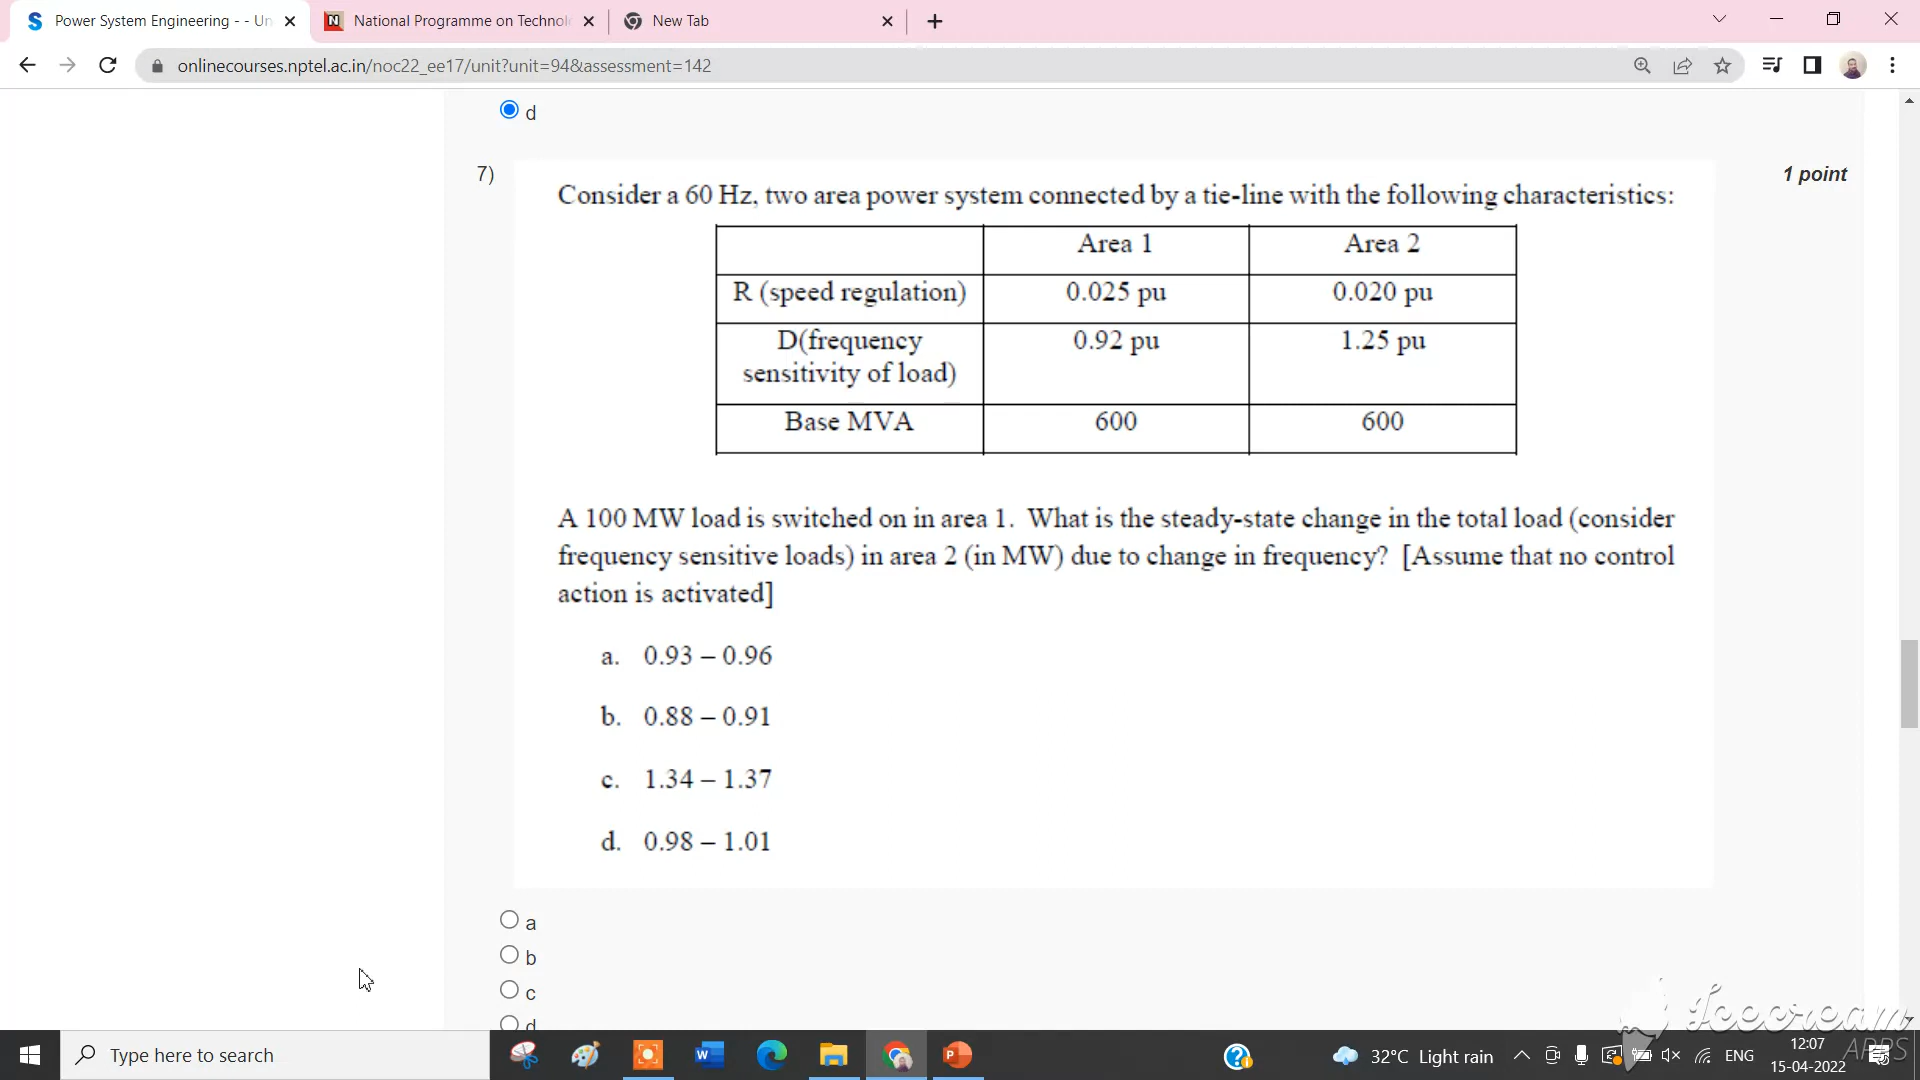 Power System Engineering - - Un
National Programme on Technol
New Tab
onlinecourses.nptel.ac.in/noc22_ee17/unit?unit=94&assessment=142
d
7)
1 point
Consider a 60 Hz, two area power system connected by a tie-line with the following characteristics:
Area 1 Area 2
R (speed regulation) 0.025 pu 0.020 pu
D(frequency sensitivity of load) 0.92 pu 1.25 pu
Base MVA 600 600
A 100 MW load is switched on in area 1. What is the steady-state change in the total load (consider
frequency sensitive loads) in area 2 (in MW) due to change in frequency? [Assume that no control
action is activated]
a. 0.93 – 0.96
b. 0.88 – 0.91
c. 1.34 – 1.37
d. 0.98 – 1.01
a
b
c
d
Icecream
APPS
Type here to search
32°C Light rain
ENG
12:07
15-04-2022